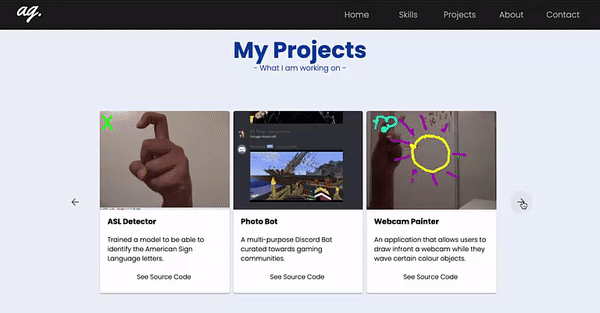 ag.
Home Skills Projects About Contact
My Projects
- What I am working on -
X
ASL Detector
Trained a model to be able to
identify the American Sign
Language letters.
See Source Code
Photo Bot
A multi-purpose Discord Bot
curated towards gaming
communities.
See Source Code
Webcam Painter
An application that allows users to
draw infront a webcam while they
wave certain colour objects.
See Source Code